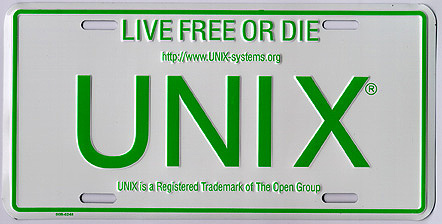 LIVE FREE OR DIE
http://www.UNIX-systems.org
UNIX®
UNIX is a Registered Trademark of The Open Group